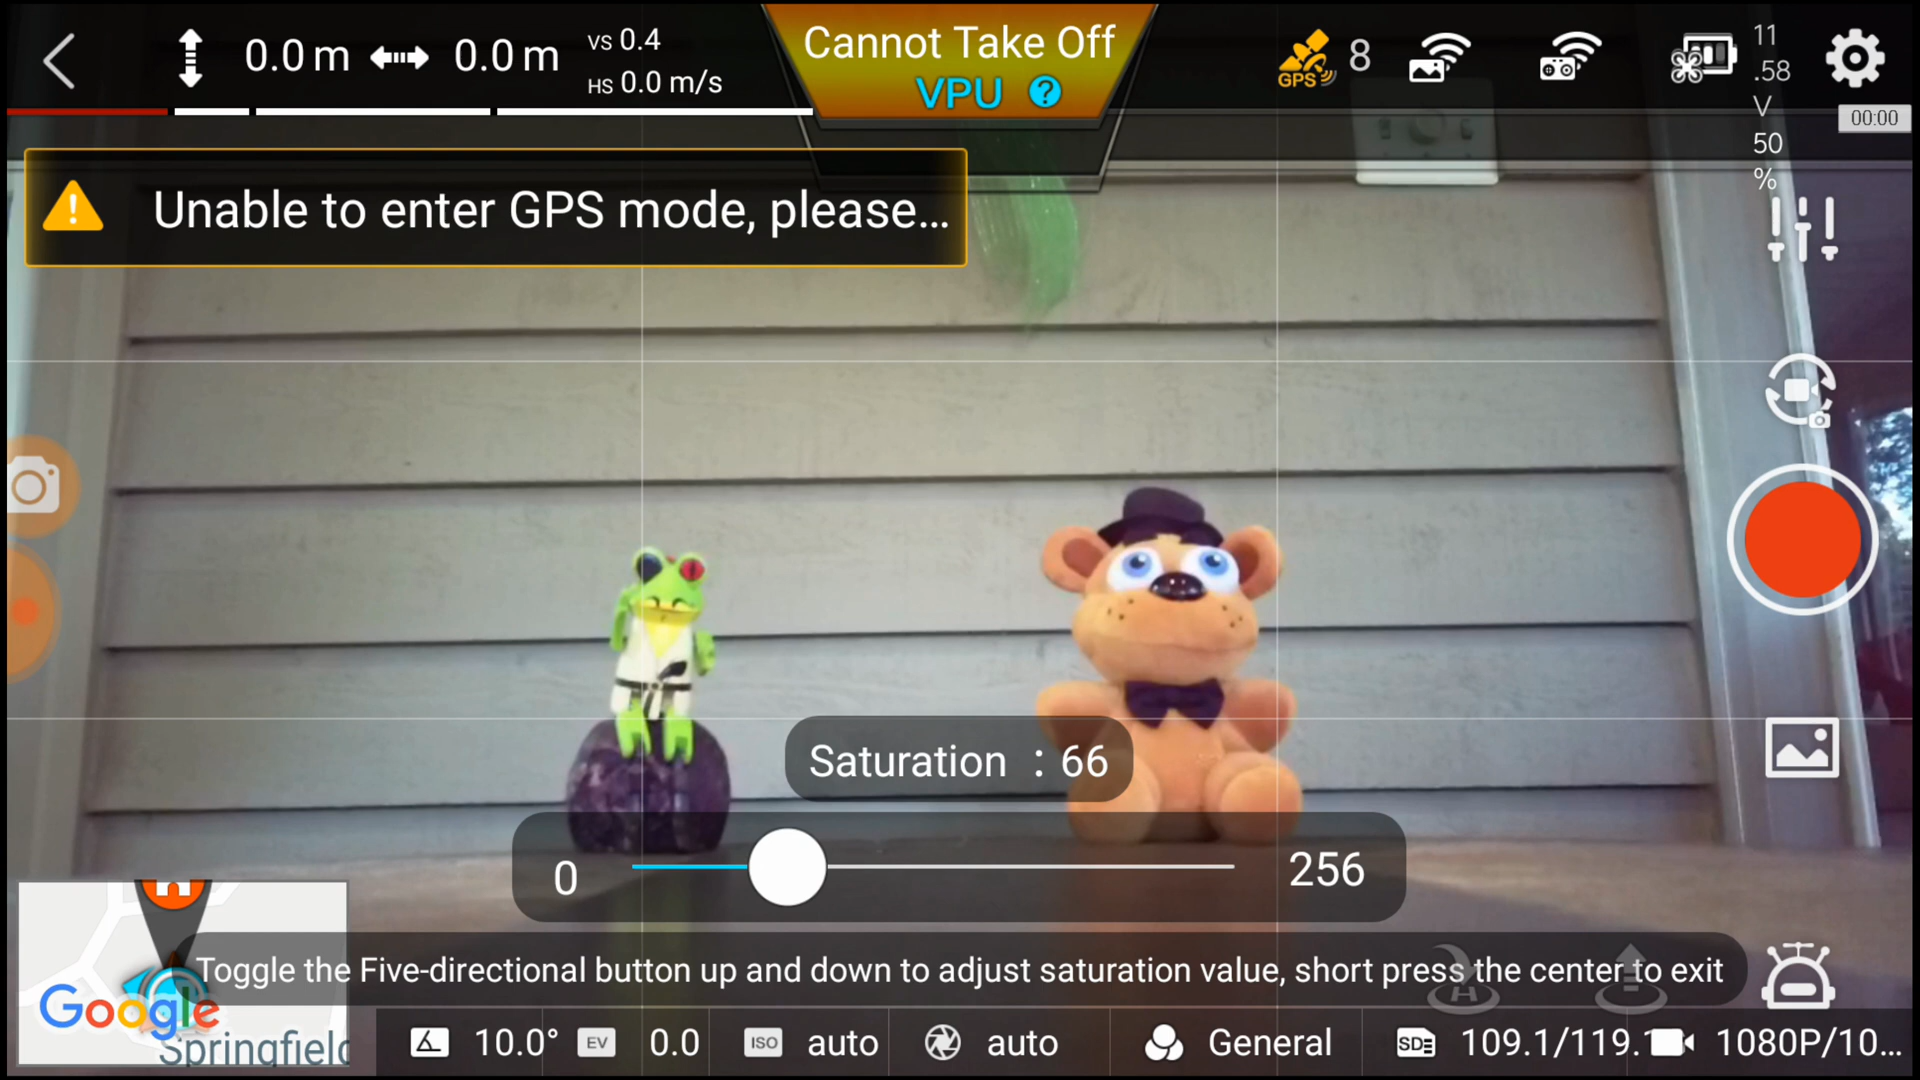 0.0 m
0.0 m
VS 0.4
HS 0.0 m/s
Cannot Take Off
VPU ?
GPS
8
11
.58
V
50
%
00:00
Unable to enter GPS mode, please...
Saturation : 66
0
256
Toggle the Five-directional button up and down to adjust saturation value, short press the center to exit
H
Google
Springfield
10.0°
EV
0.0
ISO
auto
auto
General
SD
109.1/119.1
1080P/10...